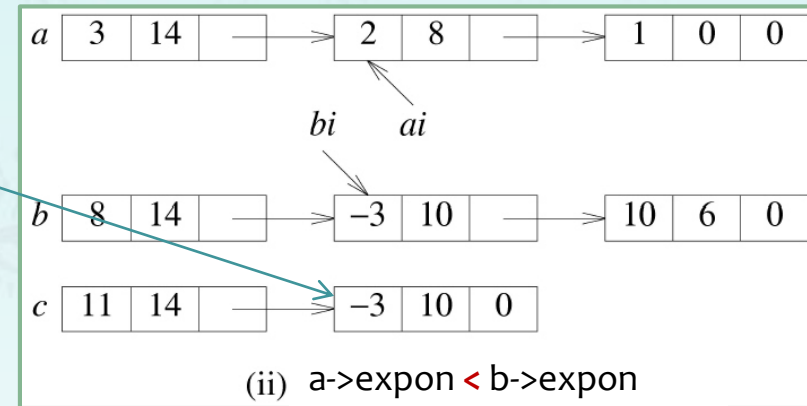 a 3 14 2 8 1 0 0
bi ai
b 8 14 −3 10 10 6 0
c 11 14 −3 10 0
(ii) a->expon < b->expon